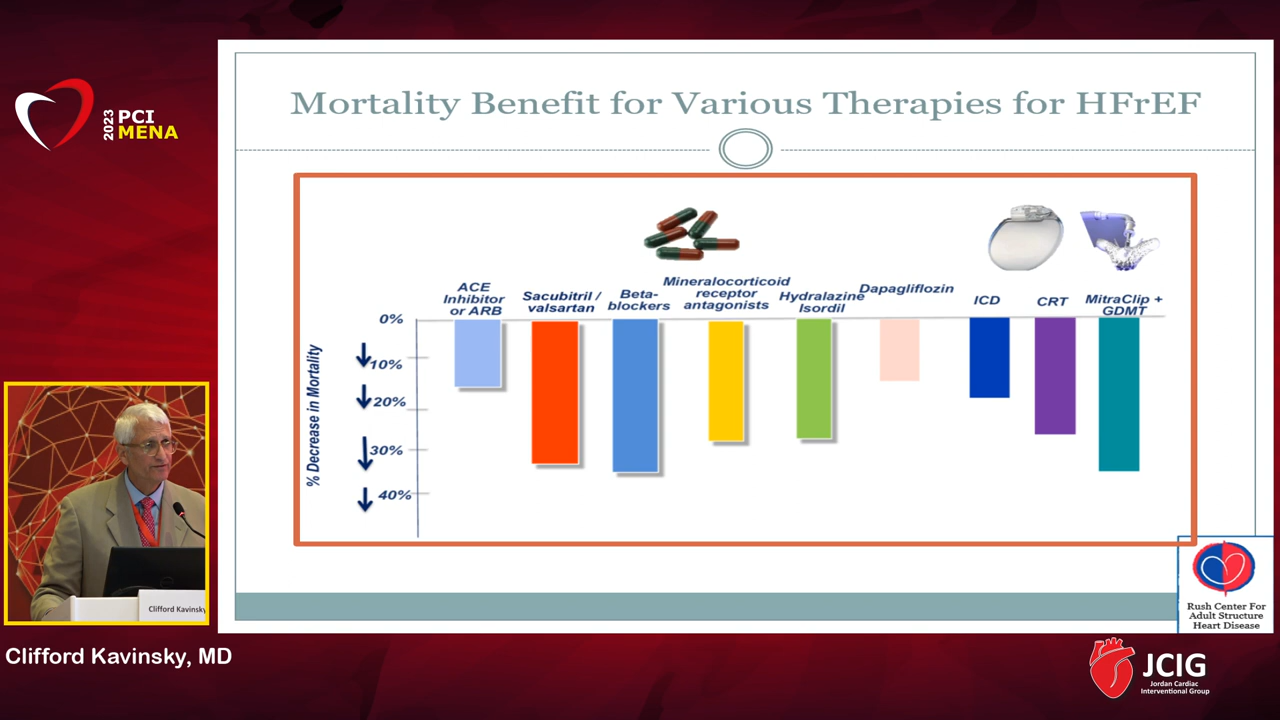 2023
PCI
MENA
Mortality Benefit for Various Therapies for HFrEF
ACE
Inhibitor
or ARB
Sacubitril /
valsartan
Beta-
blockers
Mineralocorticoid
receptor
antagonists
Hydralazine
Isordil
Dapagliflozin
ICD
CRT
MitraClip +
GDMT
% Decrease in Mortality
0%
10%
20%
30%
40%
Rush Center For
Adult Structure
Heart Disease
Clifford Kavinsky
Clifford Kavinsky, MD
JCIG
Jordan Cardiac
Interventional Group